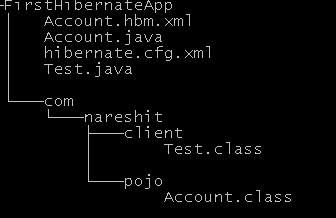 FirstHibernateApp
Account.hbm.xml
Account.java
hibernate.cfg.xml
Test.java
com
nareshit
client
Test.class
pojo
Account.class